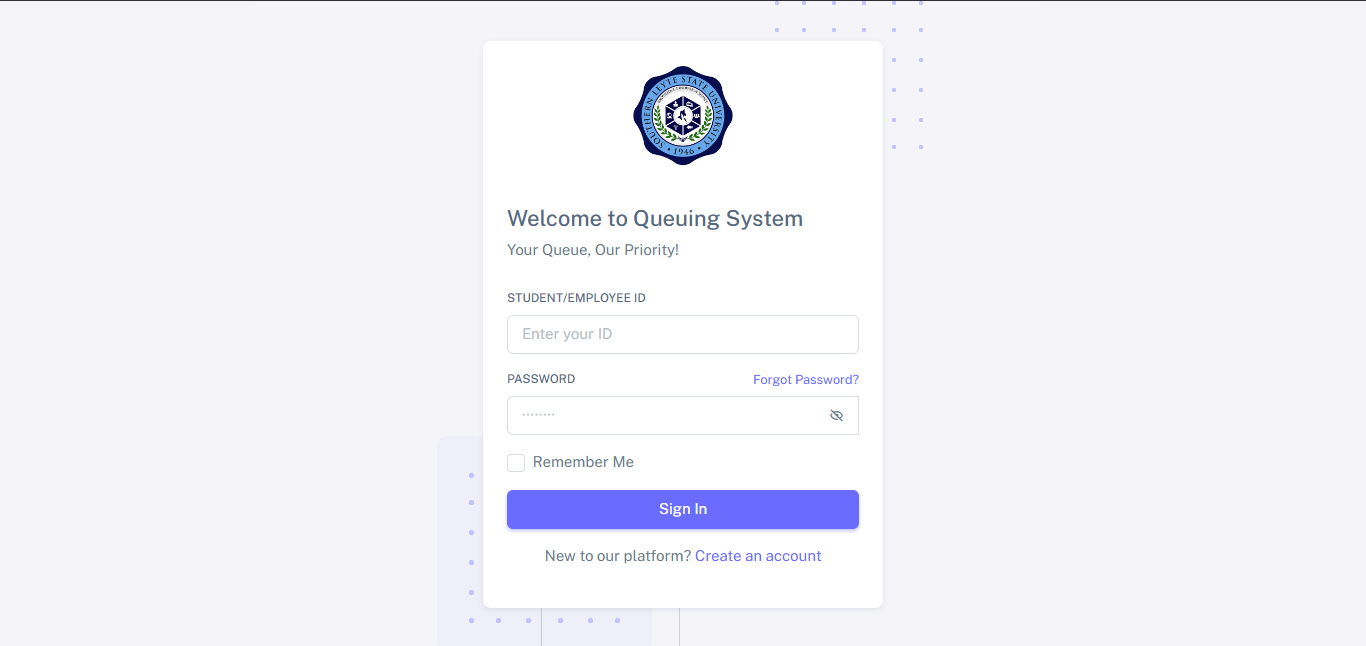 SOUTHERN LEYTE STATE UNIVERSITY
• 1946 •
Welcome to Queuing System
Your Queue, Our Priority!
STUDENT/EMPLOYEE ID
Enter your ID
PASSWORD Forgot Password?
Remember Me
Sign In
New to our platform? Create an account